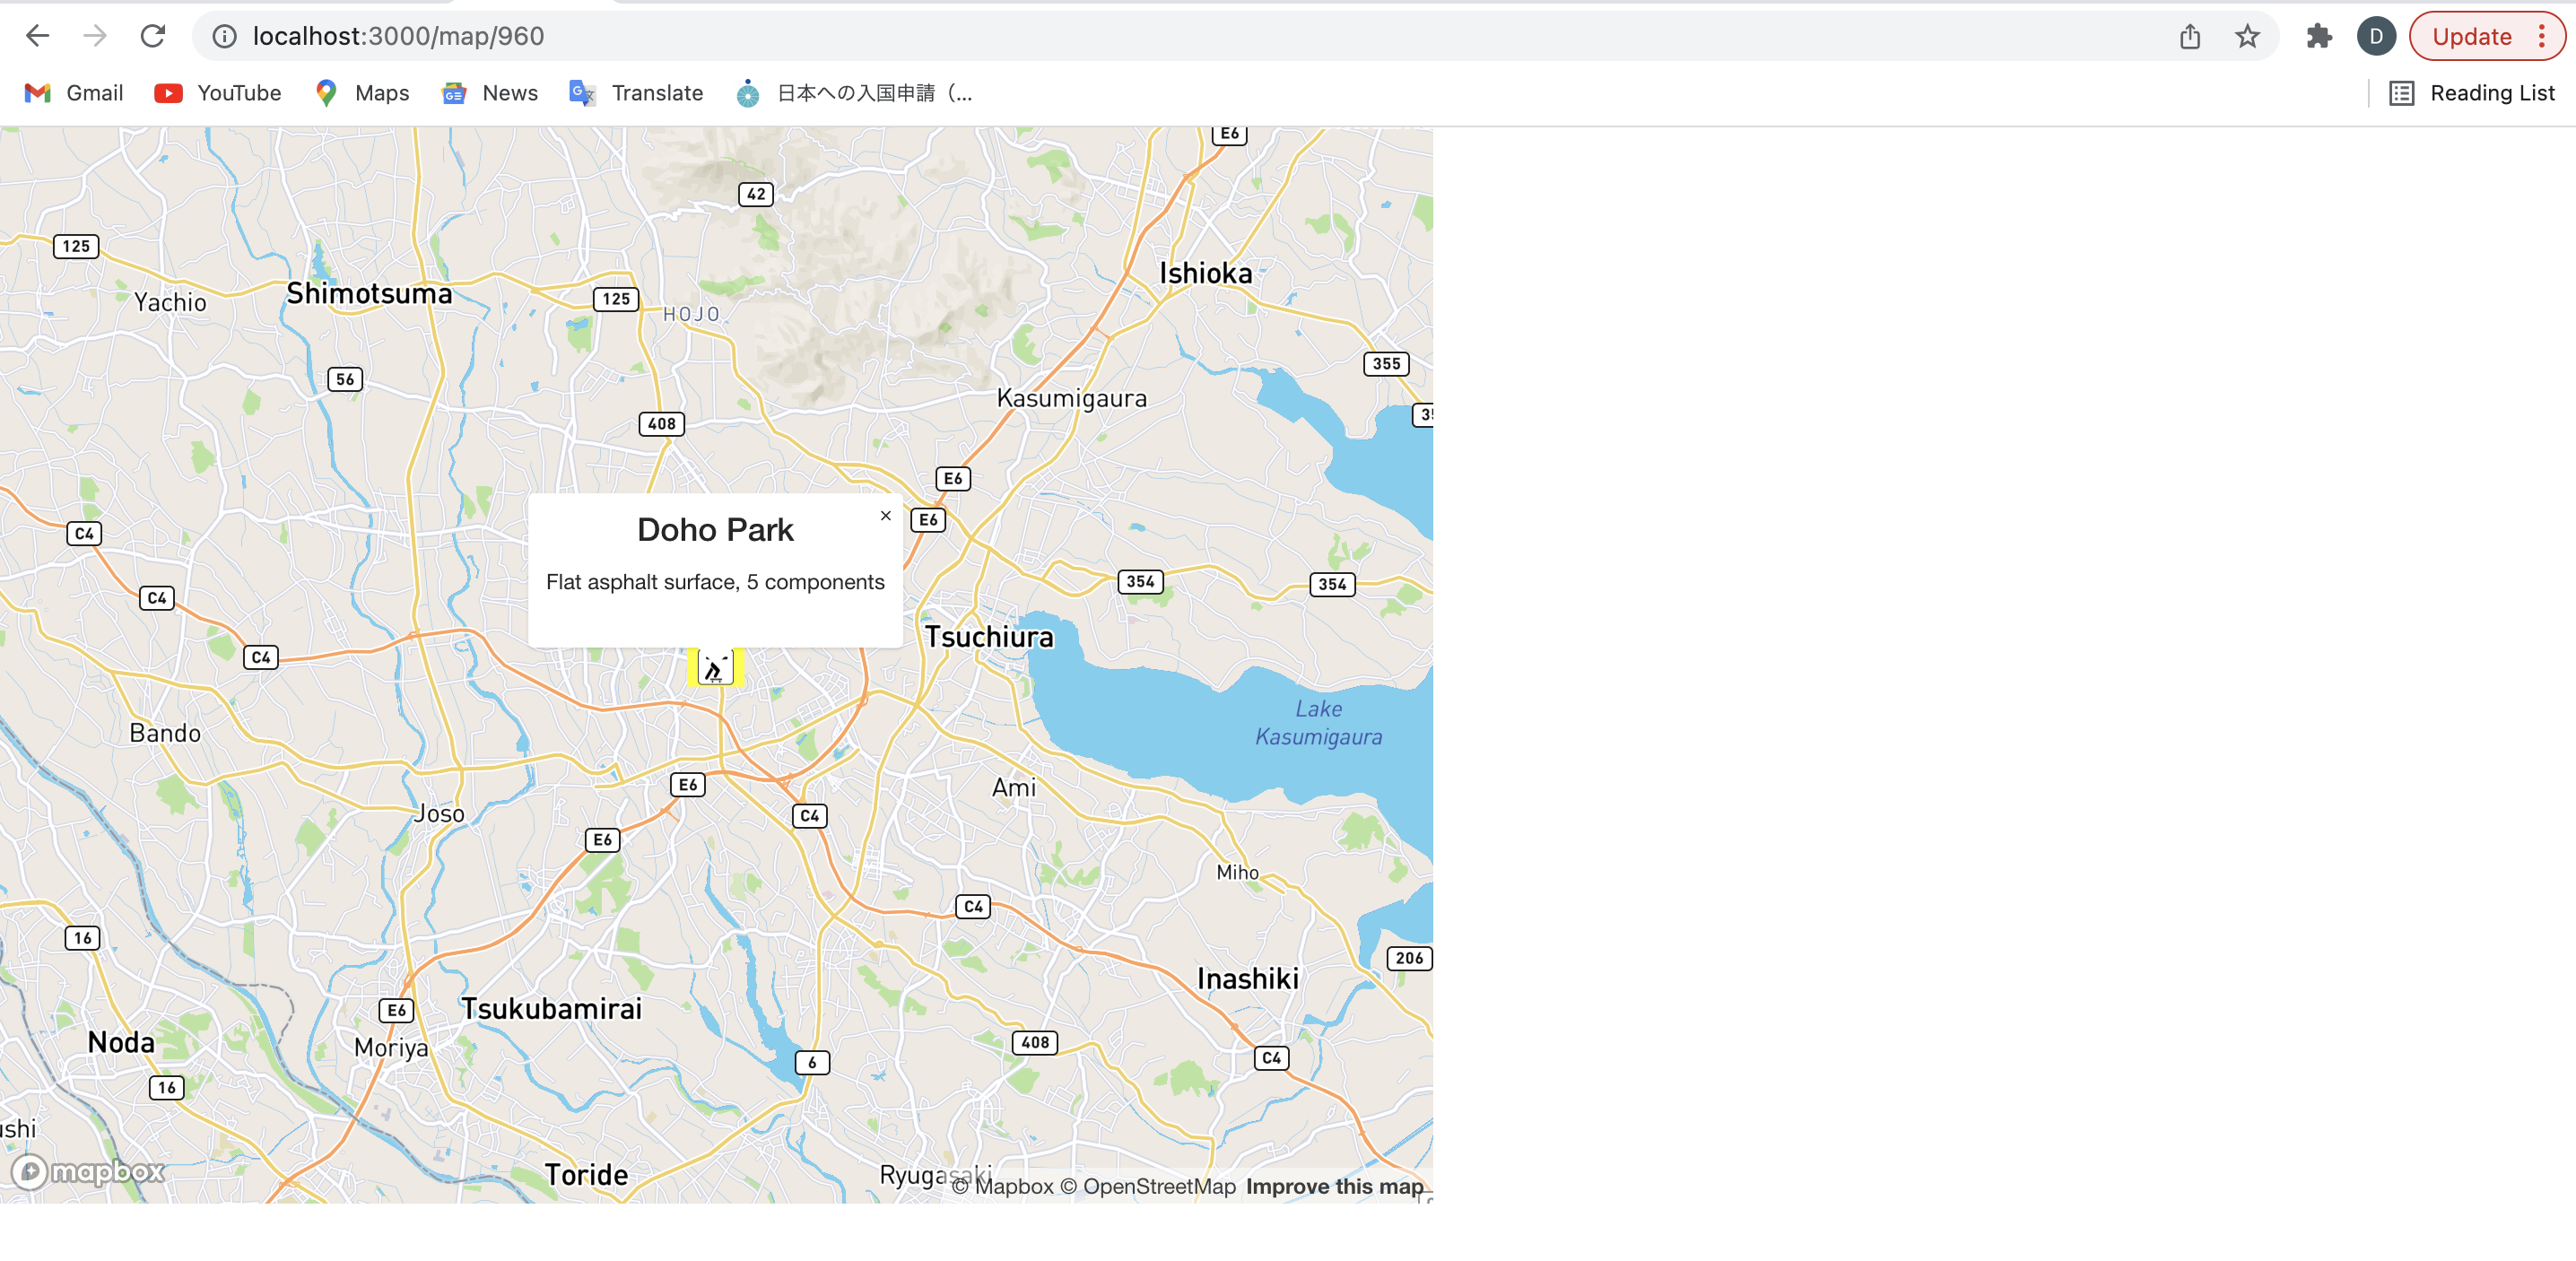 localhost:3000/map/960
D
Update
Gmail
YouTube
Maps
News
Translate
日本への入国申請（...
Reading List
E6
42
125
Ishioka
Yachio
Shimotsuma
125
HOJO
355
56
Kasumigaura
408
E6
E6
C4
Doho Park
×
Flat asphalt surface, 5 components
354
354
C4
Tsuchiura
C4
Lake
Kasumigaura
Bando
E6
Ami
Joso
C4
E6
Miho
C4
16
206
Inashiki
E6
Tsukubamirai
Noda
Moriya
408
C4
6
16
mapbox
Toride
Ryugasaki
© Mapbox © OpenStreetMap Improve this map